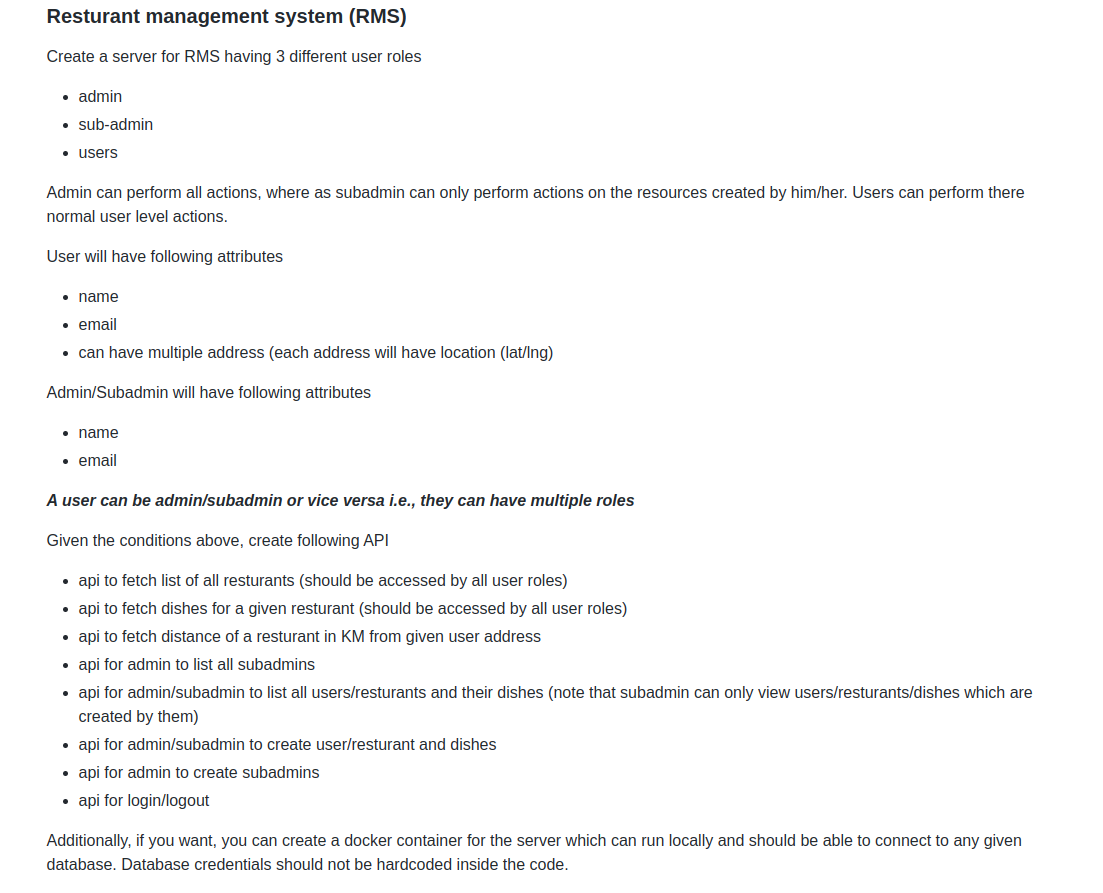 Resturant management system (RMS)
Create a server for RMS having 3 different user roles
• admin
• sub-admin
• users
Admin can perform all actions, where as subadmin can only perform actions on the resources created by him/her. Users can perform there
normal user level actions.
User will have following attributes
• name
• email
• can have multiple address (each address will have location (lat/lng)
Admin/Subadmin will have following attributes
• name
• email
A user can be admin/subadmin or vice versa i.e., they can have multiple roles
Given the conditions above, create following API
• api to fetch list of all resturants (should be accessed by all user roles)
• api to fetch dishes for a given resturant (should be accessed by all user roles)
• api to fetch distance of a resturant in KM from given user address
• api for admin to list all subadmins
• api for admin/subadmin to list all users/resturants and their dishes (note that subadmin can only view users/resturants/dishes which are
created by them)
• api for admin/subadmin to create user/resturant and dishes
• api for admin to create subadmins
• api for login/logout
Additionally, if you want, you can create a docker container for the server which can run locally and should be able to connect to any given
database. Database credentials should not be hardcoded inside the code.